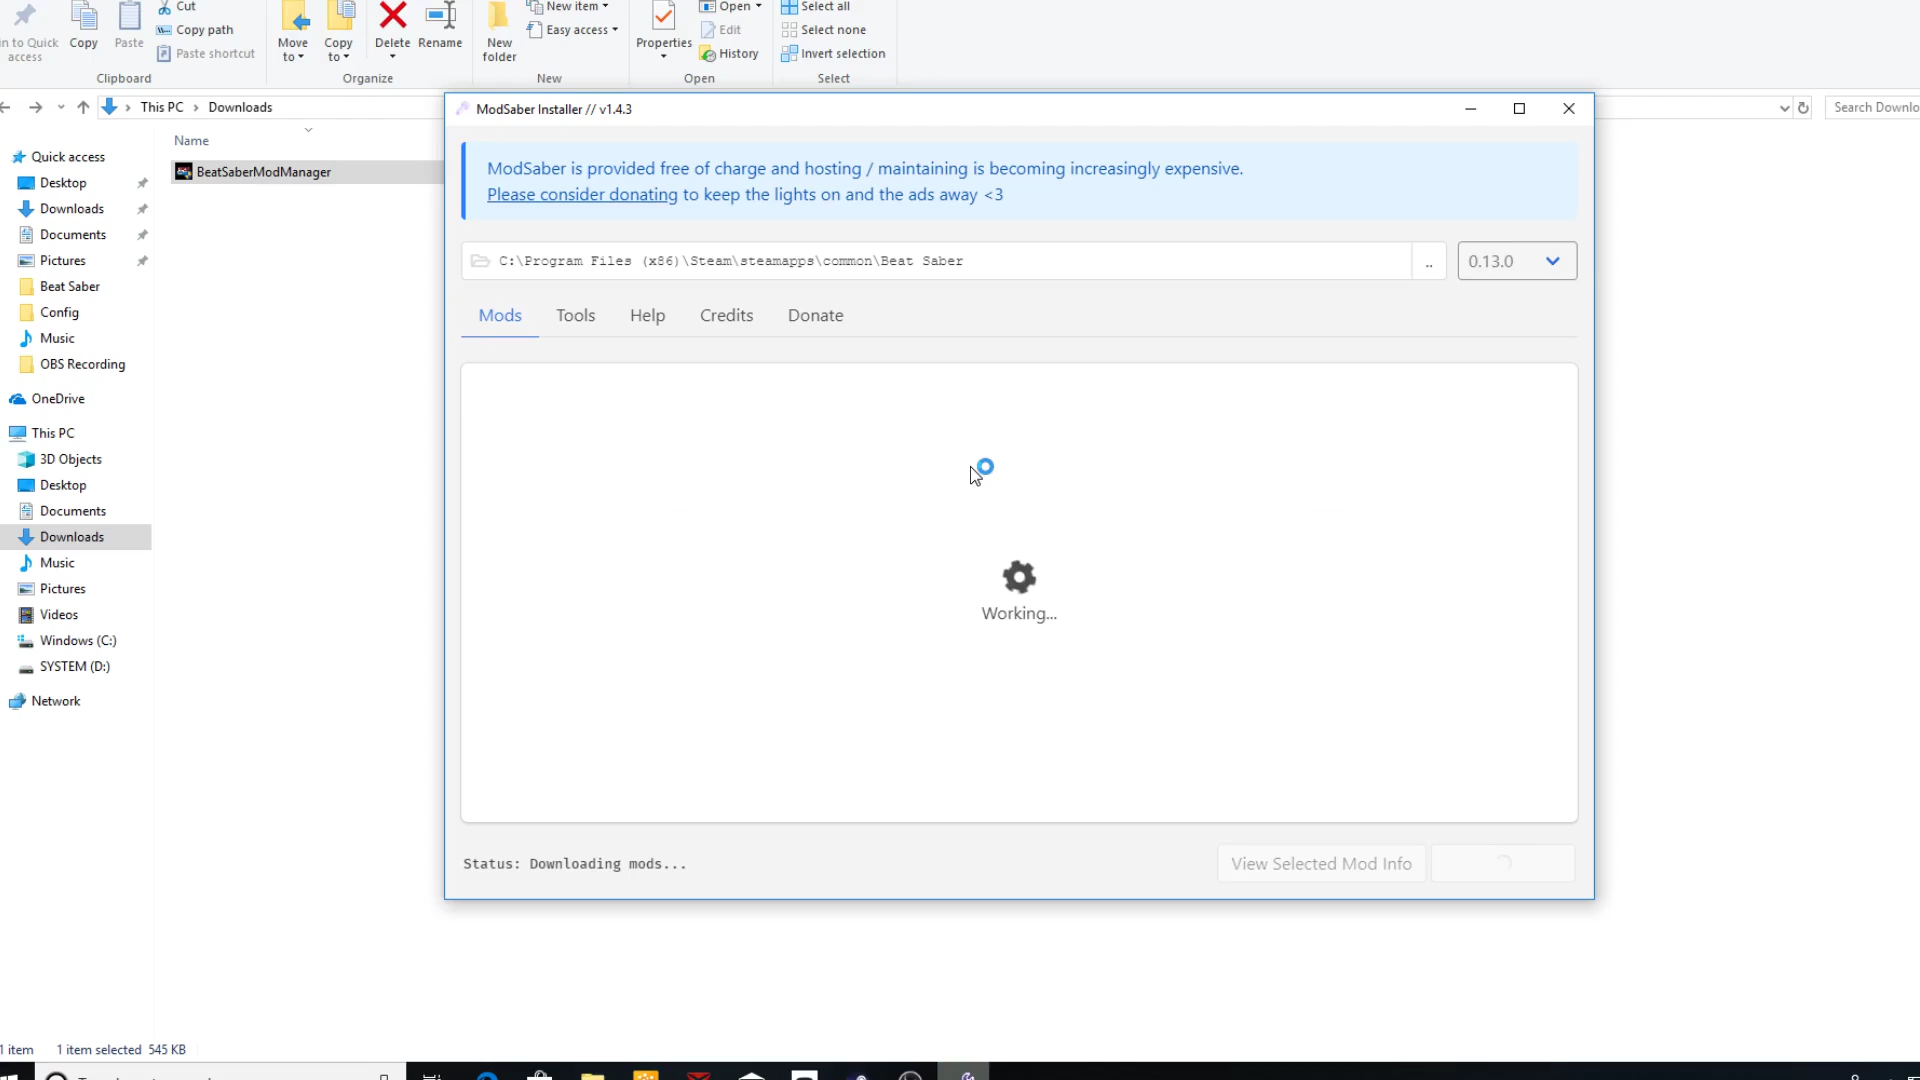 Cut
New item
Open
Select all
Copy path
Easy access
Edit
Select none
in to Quick
access
Copy
Paste
Paste shortcut
Move
to
Copy
to
Delete
Rename
New
folder
Properties
History
Invert selection
Clipboard
Organize
New
Open
Select
This PC
Downloads
Search Downlo
ModSaber Installer // v1.4.3
Name
BeatSaberModManager
Quick access
Desktop
Downloads
Documents
Pictures
Beat Saber
Config
Music
OBS Recording
OneDrive
This PC
3D Objects
Desktop
Documents
Downloads
Music
Pictures
Videos
Windows (C:)
SYSTEM (D:)
Network
ModSaber is provided free of charge and hosting / maintaining is becoming increasingly expensive.
Please consider donating to keep the lights on and the ads away <3
C:\Program Files (x86)\Steam\steamapps\common\Beat Saber
..
0.13.0
Mods
Tools
Help
Credits
Donate
Working...
Status: Downloading mods...
View Selected Mod Info
1 item
1 item selected 545 KB